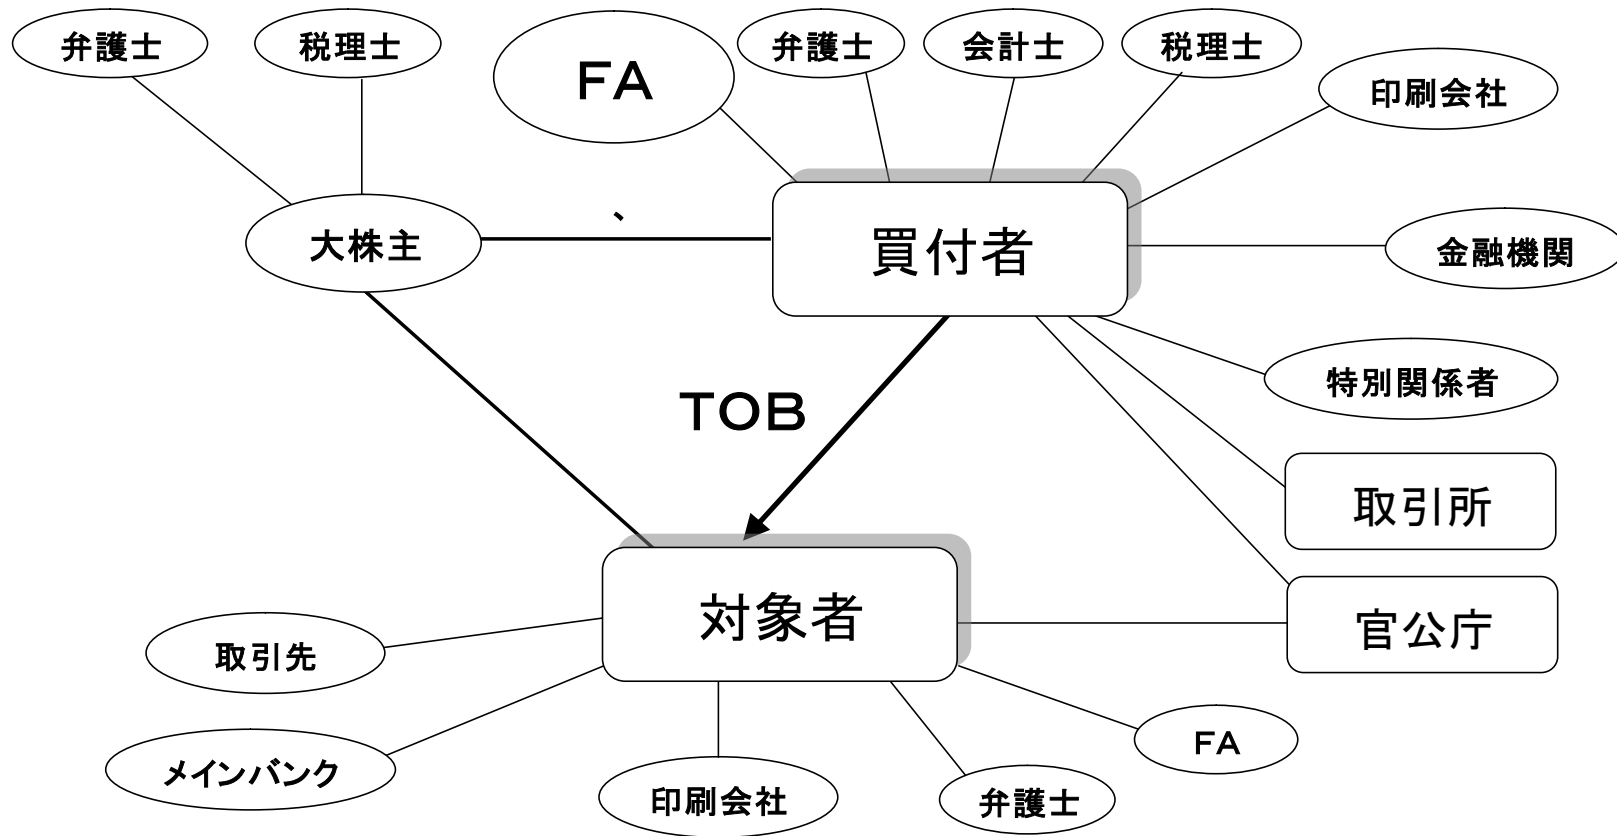 弁護士
税理士
FA
弁護士
会計士
税理士
印刷会社
大株主
、
買付者
金融機関
特別関係者
TOB
取引所
対象者
官公庁
取引先
メインバンク
印刷会社
弁護士
FA